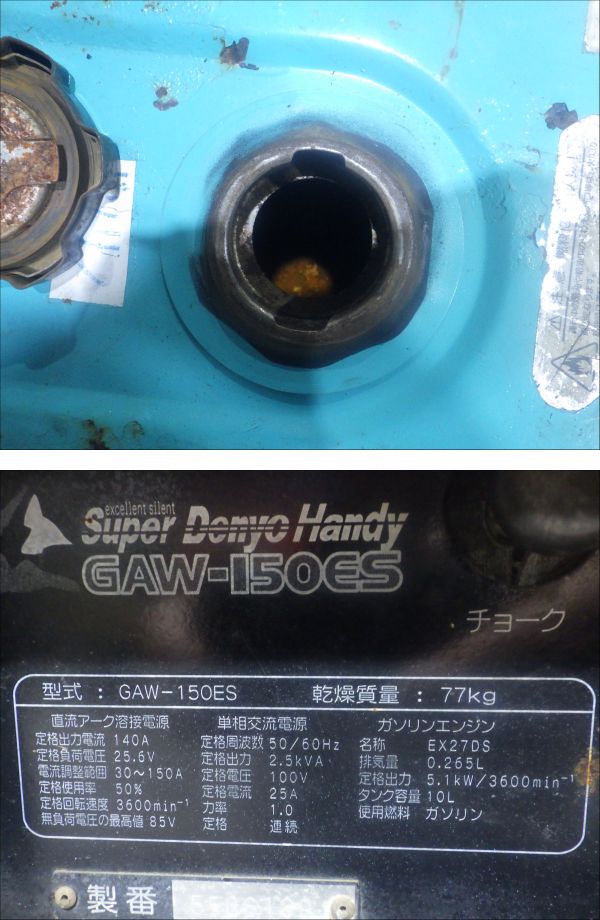 excellent silent
Super Denyo Handy
GAW-150ES
チョーク
型式 : GAW-150ES 乾燥質量 : 77kg
直流アーク溶接電源
定格出力電流 140A
定格負荷電圧 25.6V
電流調整範囲 30〜150A
定格使用率 50%
定格回転速度 3600min⁻¹
無負荷電圧の最高値 85V
単相交流電源
定格周波数 50/60Hz
定格出力 2.5kVA
定格電圧 100V
定格電流 25A
力率 1.0
定格 連続
ガソリンエンジン
名称 EX27DS
排気量 0.265L
定格出力 5.1kW/3600min⁻¹
タンク容量 10L
使用燃料 ガソリン
製番